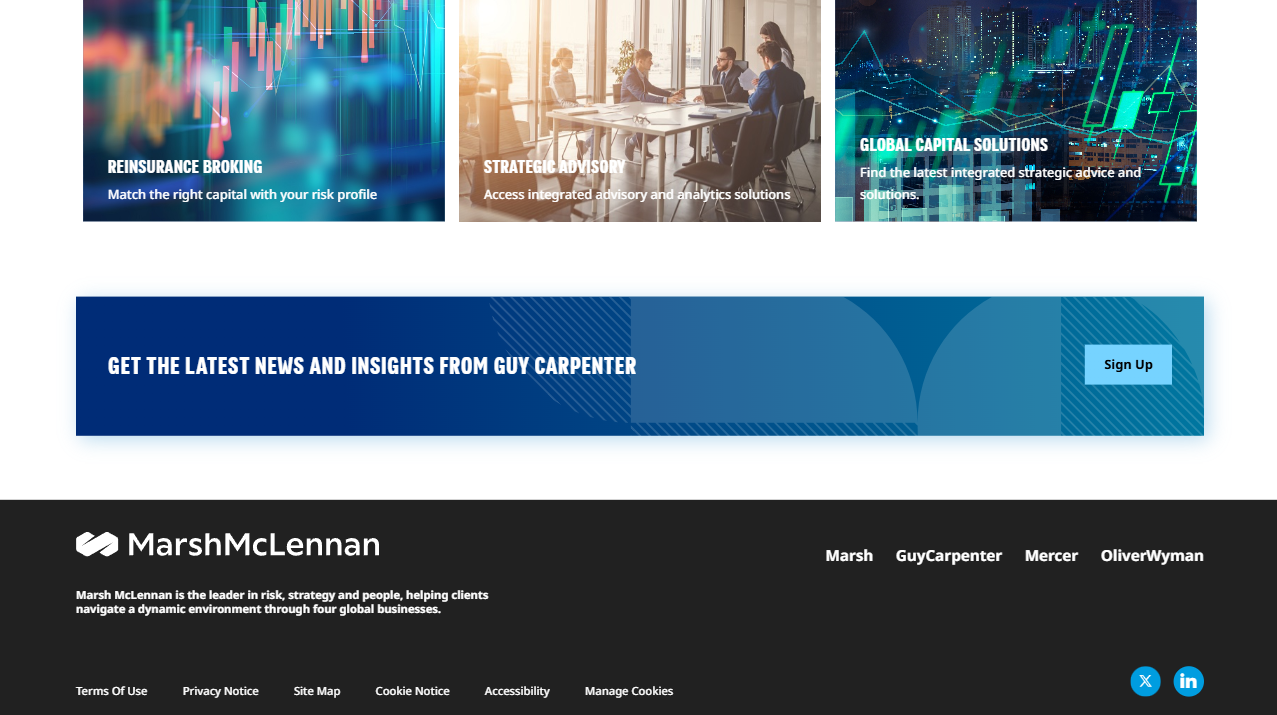 REINSURANCE BROKING
Match the right capital with your risk profile
STRATEGIC ADVISORY
Access integrated advisory and analytics solutions
GLOBAL CAPITAL SOLUTIONS
Find the latest integrated strategic advice and
solutions.
GET THE LATEST NEWS AND INSIGHTS FROM GUY CARPENTER
Sign Up
MarshMcLennan
Marsh GuyCarpenter Mercer OliverWyman
Marsh McLennan is the leader in risk, strategy and people, helping clients
navigate a dynamic environment through four global businesses.
Terms Of Use Privacy Notice Site Map Cookie Notice Accessibility Manage Cookies
X in